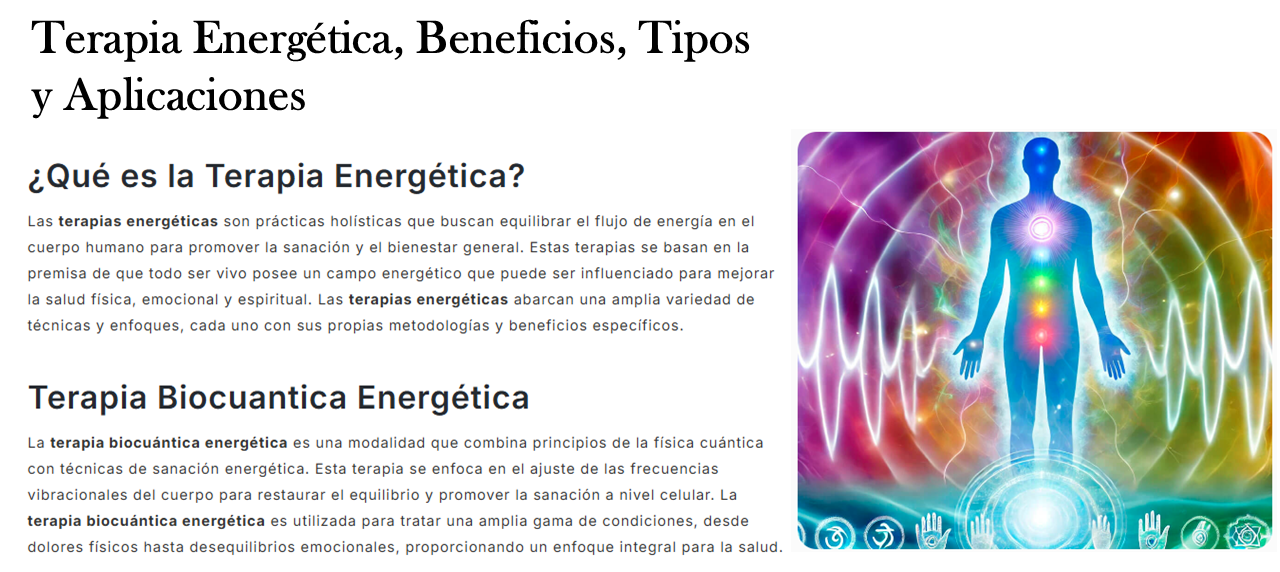 Terapia Energética, Beneficios, Tipos
y Aplicaciones
¿Qué es la Terapia Energética?
Las terapias energéticas son prácticas holísticas que buscan equilibrar el flujo de energía en el
cuerpo humano para promover la sanación y el bienestar general. Estas terapias se basan en la
premisa de que todo ser vivo posee un campo energético que puede ser influenciado para mejorar
la salud física, emocional y espiritual. Las terapias energéticas abarcan una amplia variedad de
técnicas y enfoques, cada uno con sus propias metodologías y beneficios específicos.
Terapia Biocuantica Energética
La terapia biocuántica energética es una modalidad que combina principios de la física cuántica
con técnicas de sanación energética. Esta terapia se enfoca en el ajuste de las frecuencias
vibracionales del cuerpo para restaurar el equilibrio y promover la sanación a nivel celular. La
terapia biocuántica energética es utilizada para tratar una amplia gama de condiciones, desde
dolores físicos hasta desequilibrios emocionales, proporcionando un enfoque integral para la salud.